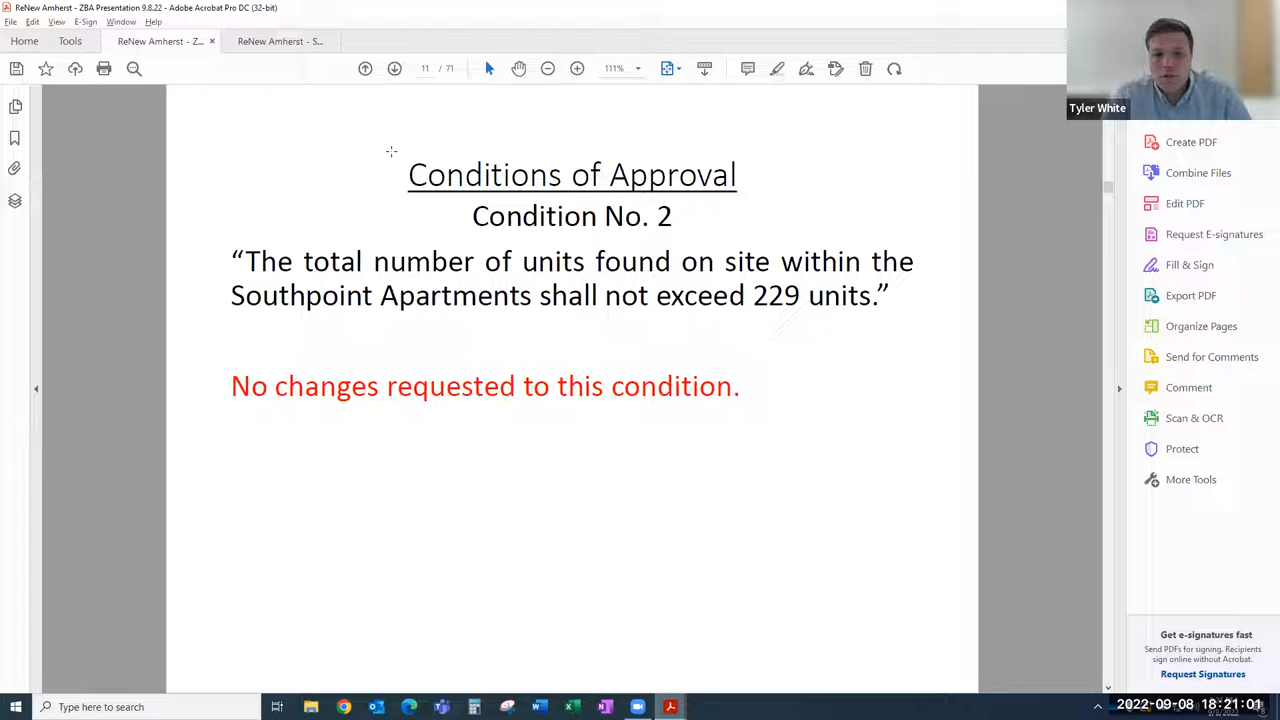 ReNew Amherst - ZBA Presentation 9.8.22 - Adobe Acrobat Pro DC (32-bit)
File Edit View E-Sign Window Help
Home Tools ReNew Amherst - Z... × ReNew Amherst - S...
11 / 71 111%
Tyler White
Conditions of Approval
Condition No. 2
“The total number of units found on site within the
Southpoint Apartments shall not exceed 229 units.”
No changes requested to this condition.
Create PDF
Combine Files
Edit PDF
Request E-signatures
Fill & Sign
Export PDF
Organize Pages
Send for Comments
Comment
Scan & OCR
Protect
More Tools
Get e-signatures fast
Send PDFs for signing. Recipients
sign online without Acrobat.
Request Signatures
Type here to search
2022-09-08 18:21:01